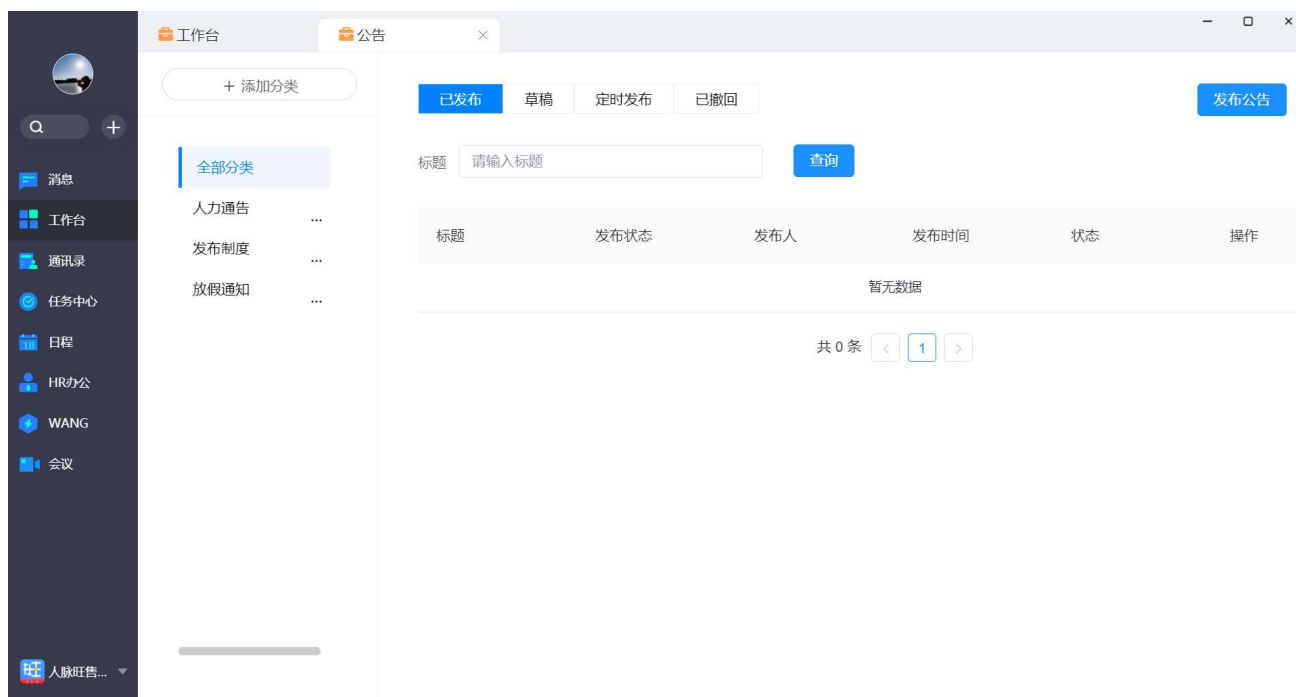 工作台
公告
+ 添加分类
全部分类
人力通告
...
发布制度
...
放假通知
...
消息
工作台
通讯录
任务中心
18
日程
HR办公
WANG
会议
旺
人脉旺售...
已发布 草稿 定时发布 已撤回
发布公告
标题 请输入标题 查询
标题 发布状态 发布人 发布时间 状态 操作
暂无数据
共 0 条 < 1 >